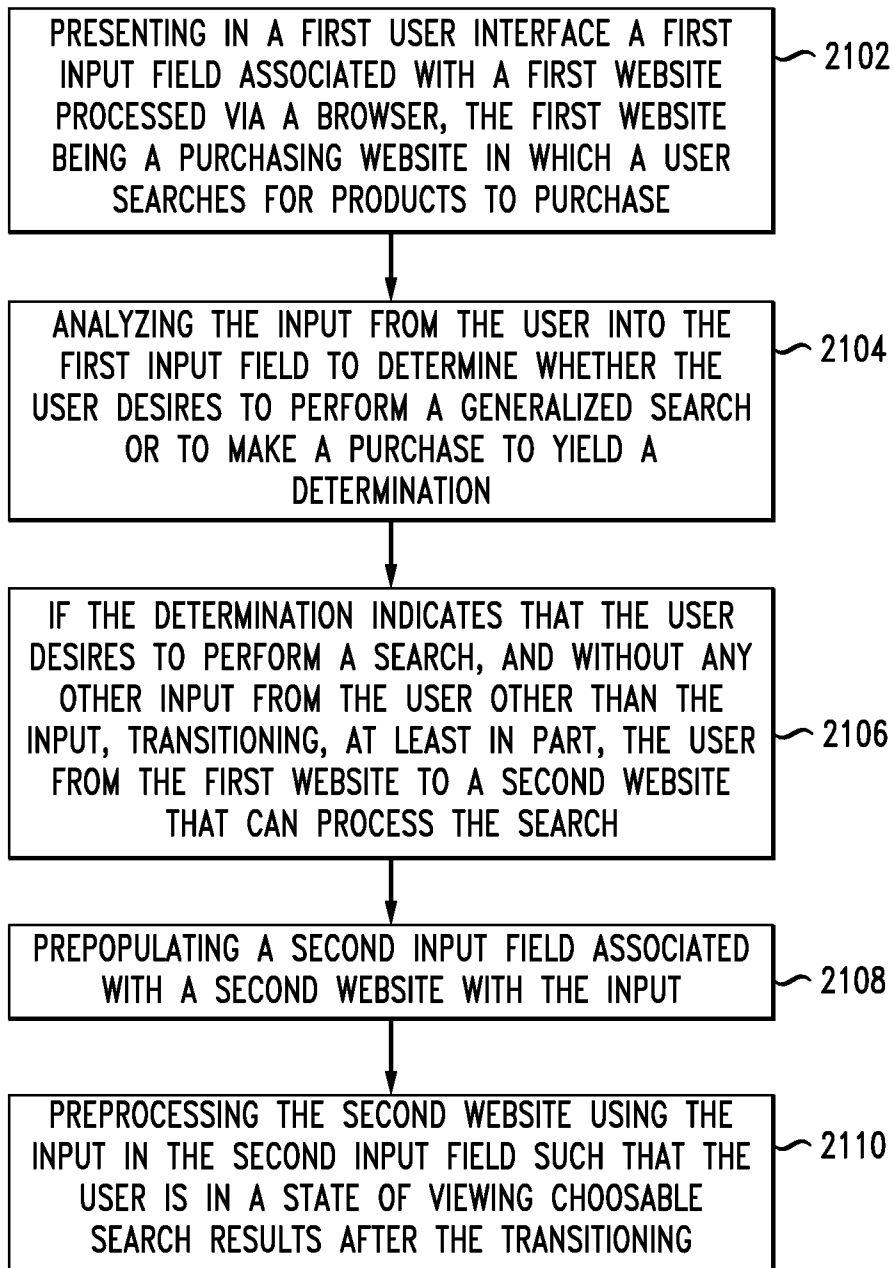 PRESENTING IN A FIRST USER INTERFACE A FIRST
INPUT FIELD ASSOCIATED WITH A FIRST WEBSITE
PROCESSED VIA A BROWSER, THE FIRST WEBSITE
BEING A PURCHASING WEBSITE IN WHICH A USER
SEARCHES FOR PRODUCTS TO PURCHASE
2102
ANALYZING THE INPUT FROM THE USER INTO THE
FIRST INPUT FIELD TO DETERMINE WHETHER THE
USER DESIRES TO PERFORM A GENERALIZED SEARCH
OR TO MAKE A PURCHASE TO YIELD A
DETERMINATION
2104
IF THE DETERMINATION INDICATES THAT THE USER
DESIRES TO PERFORM A SEARCH, AND WITHOUT ANY
OTHER INPUT FROM THE USER OTHER THAN THE
INPUT, TRANSITIONING, AT LEAST IN PART, THE USER
FROM THE FIRST WEBSITE TO A SECOND WEBSITE
THAT CAN PROCESS THE SEARCH
2106
PREPOPULATING A SECOND INPUT FIELD ASSOCIATED
WITH A SECOND WEBSITE WITH THE INPUT
2108
PREPROCESSING THE SECOND WEBSITE USING THE
INPUT IN THE SECOND INPUT FIELD SUCH THAT THE
USER IS IN A STATE OF VIEWING CHOOSABLE
SEARCH RESULTS AFTER THE TRANSITIONING
2110